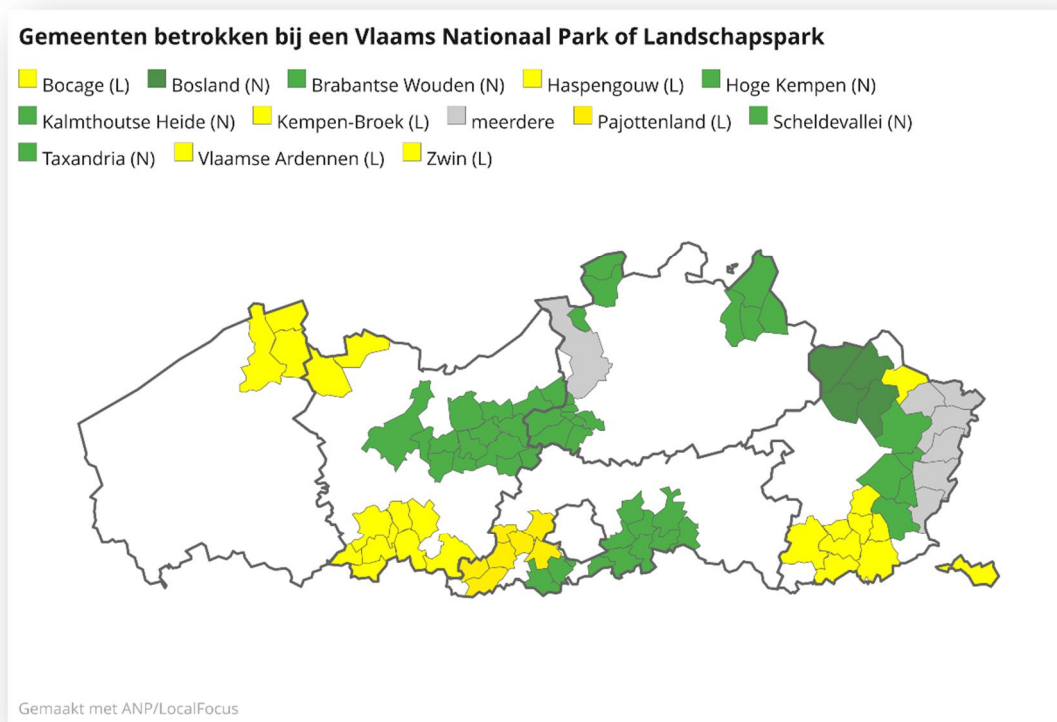 Gemeenten betrokken bij een Vlaams Nationaal Park of Landschapspark
Bocage (L) Bosland (N) Brabantse Wouden (N) Haspengouw (L) Hoge Kempen (N)
Kalmthoutse Heide (N) Kempen-Broek (L) meerdere Pajottenland (L) Scheldevallei (N)
Taxandria (N) Vlaamse Ardennen (L) Zwin (L)
Gemaakt met ANP/LocalFocus